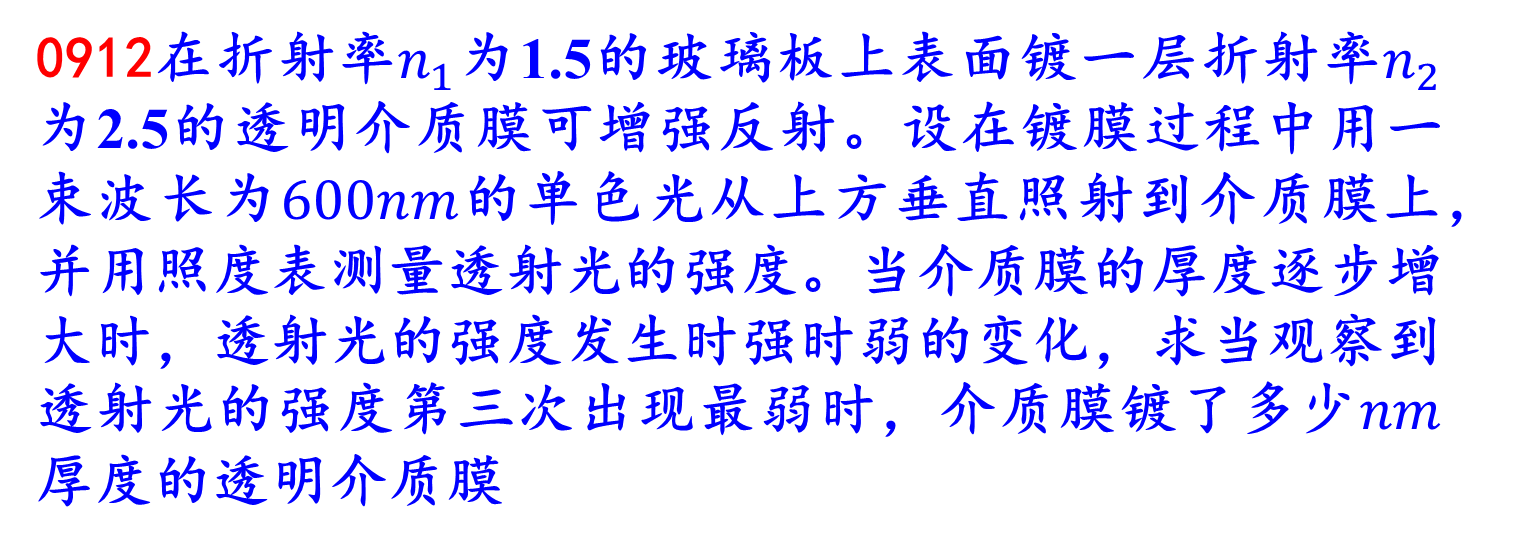 0912在折射率n₁为1.5的玻璃板上表面镀一层折射率n₂
为2.5的透明介质膜可增强反射。设在镀膜过程中用一
束波长为600nm的单色光从上方垂直照射到介质膜上，
并用照度表测量透射光的强度。当介质膜的厚度逐步增
大时，透射光的强度发生时强时弱的变化，求当观察到
透射光的强度第三次出现最弱时，介质膜镀了多少nm
厚度的透明介质膜